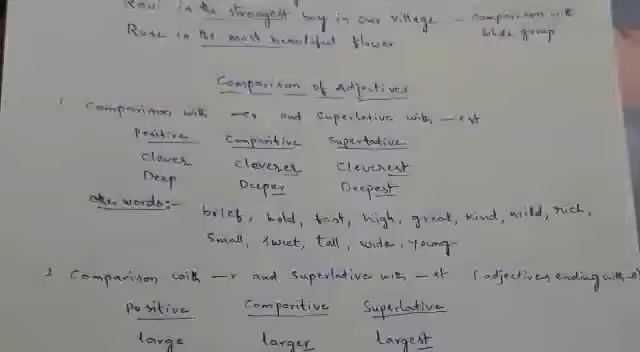 Ravi is the strongest boy in our village – comparison with
Rose is the most beautiful flower whole group
Comparison of Adjectives
1 Comparison with –er and superlative with –est
Positive Comparitive Superlative
Clever Cleverer Cleverest
Deep Deeper Deepest
Other words:-
brief, bold, fast, high, great, kind, mild, rich,
Small, sweet, tall, wide, young
2 Comparison with –r and superlative with –st (adjectives ending with –e)
Positive Comparitive Superlative
large larger largest